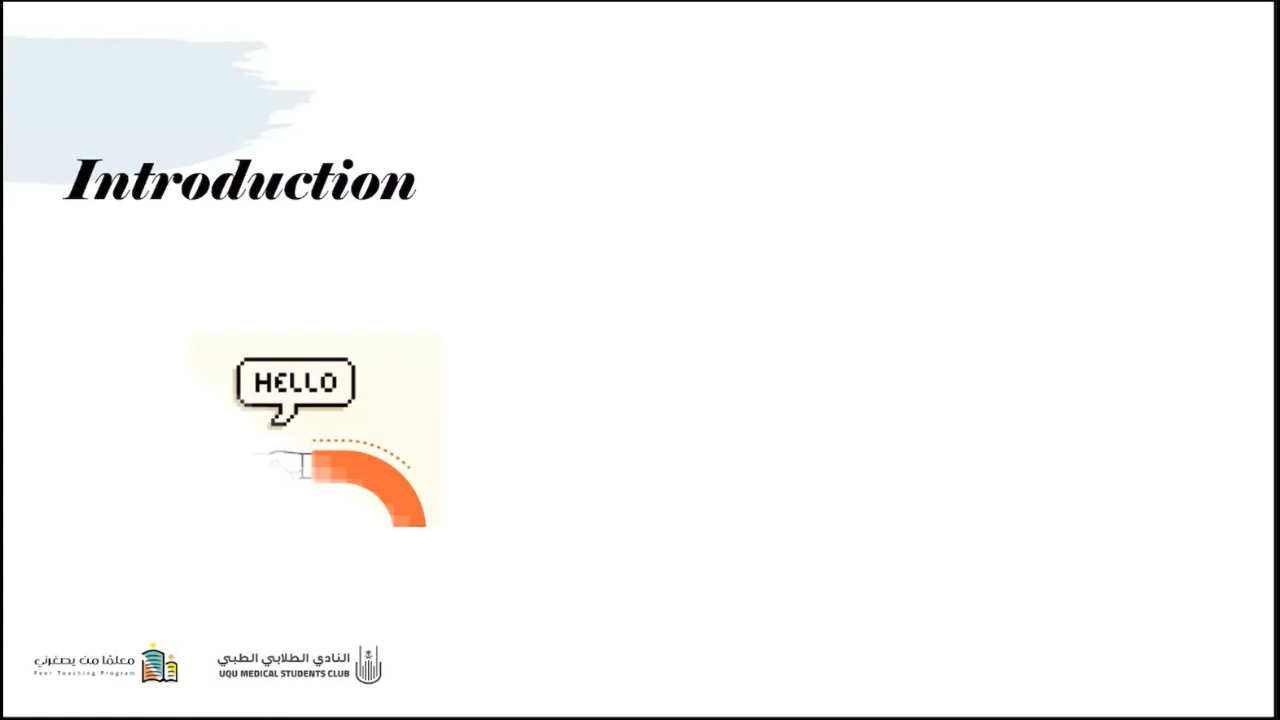 Introduction
HELLO
معلمًا من يصغرني
Peer Teaching Program
النادي الطلابي الطبي
UQU MEDICAL STUDENTS CLUB